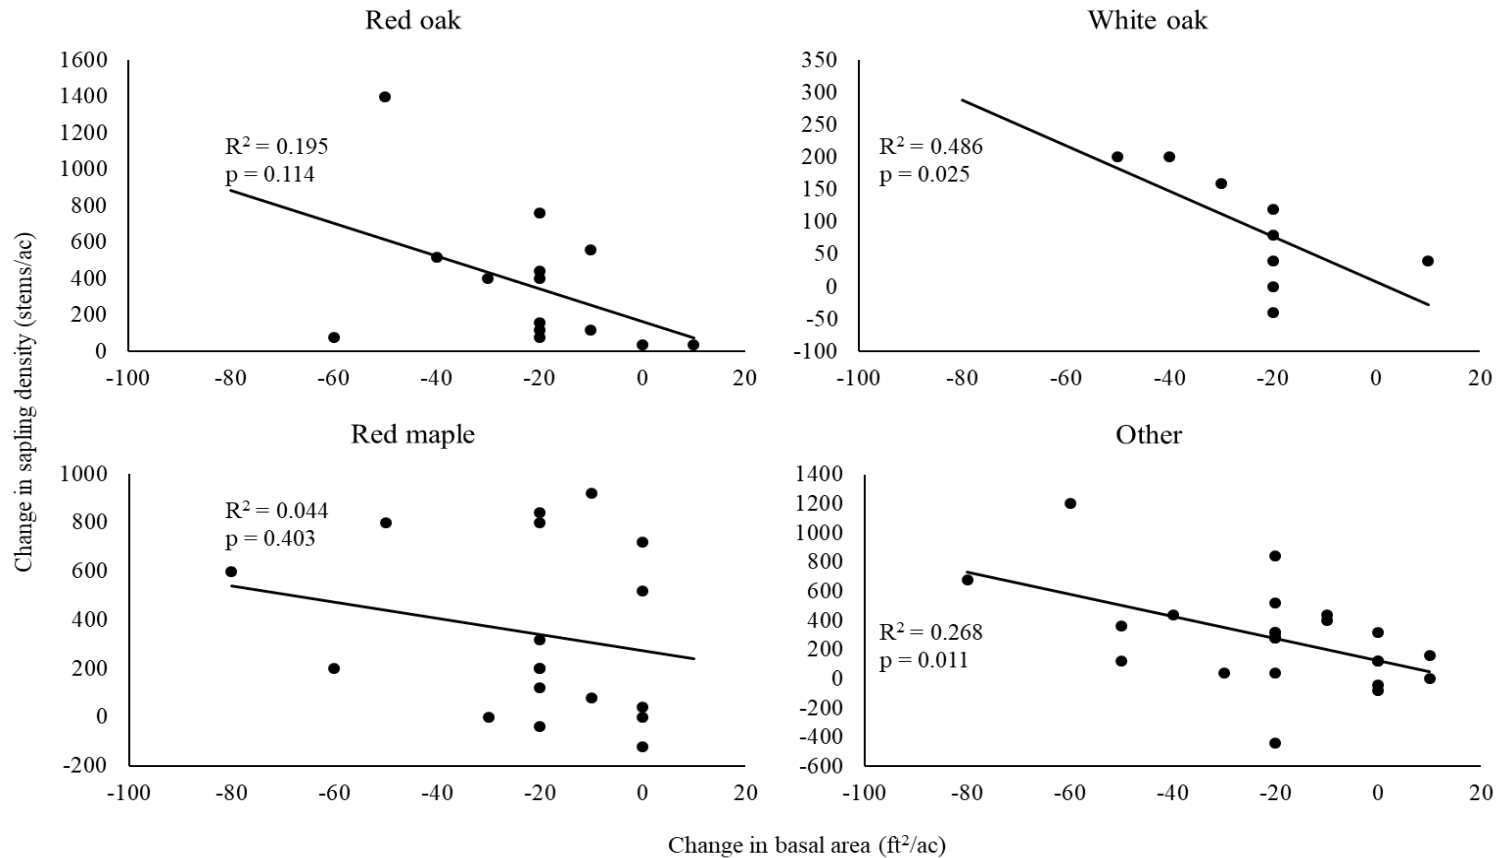 Red oak
1600
1400
1200
1000
800
600
400
200
0
R² = 0.195
p = 0.114
-100 -80 -60 -40 -20 0 20
White oak
350
300
250
200
150
100
50
0
-50
-100
R² = 0.486
p = 0.025
-100 -80 -60 -40 -20 0 20
Change in sapling density (stems/ac)
Red maple
1000
800
600
400
200
0
-200
R² = 0.044
p = 0.403
-100 -80 -60 -40 -20 0 20
Other
1400
1200
1000
800
600
400
200
0
-200
-400
-600
R² = 0.268
p = 0.011
-100 -80 -60 -40 -20 0 20
Change in basal area (ft²/ac)